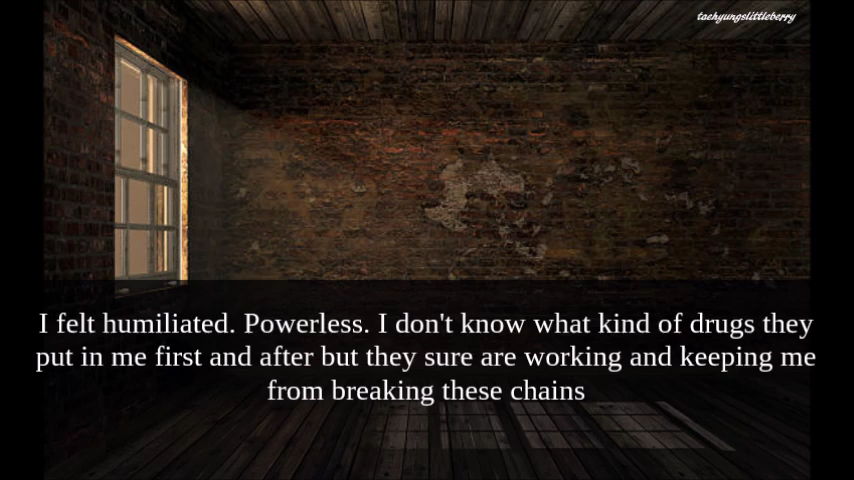 taehyungslittleberry
I felt humiliated. Powerless. I don't know what kind of drugs they
put in me first and after but they sure are working and keeping me
from breaking these chains